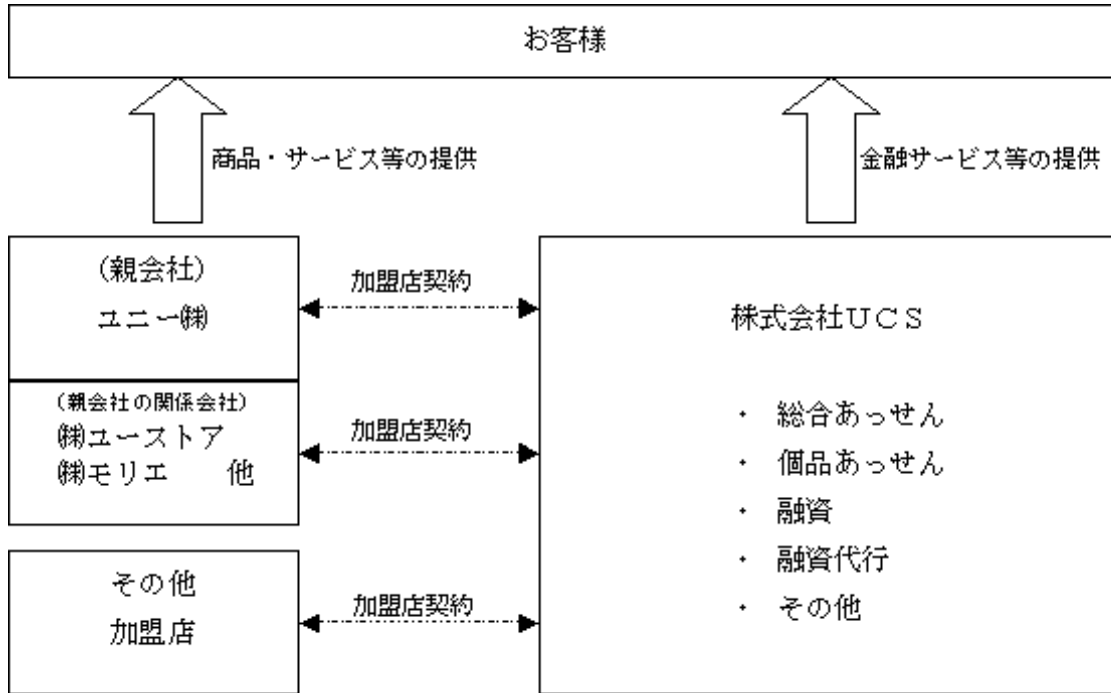 お客様
商品・サービス等の提供
金融サービス等の提供
(親会社)
ユニー㈱
加盟店契約
(親会社の関係会社)
㈱ユーストア
㈱モリエ　　他
加盟店契約
その他
加盟店
加盟店契約
株式会社ＵＣＳ
・ 総合あっせん
・ 個品あっせん
・ 融資
・ 融資代行
・ その他